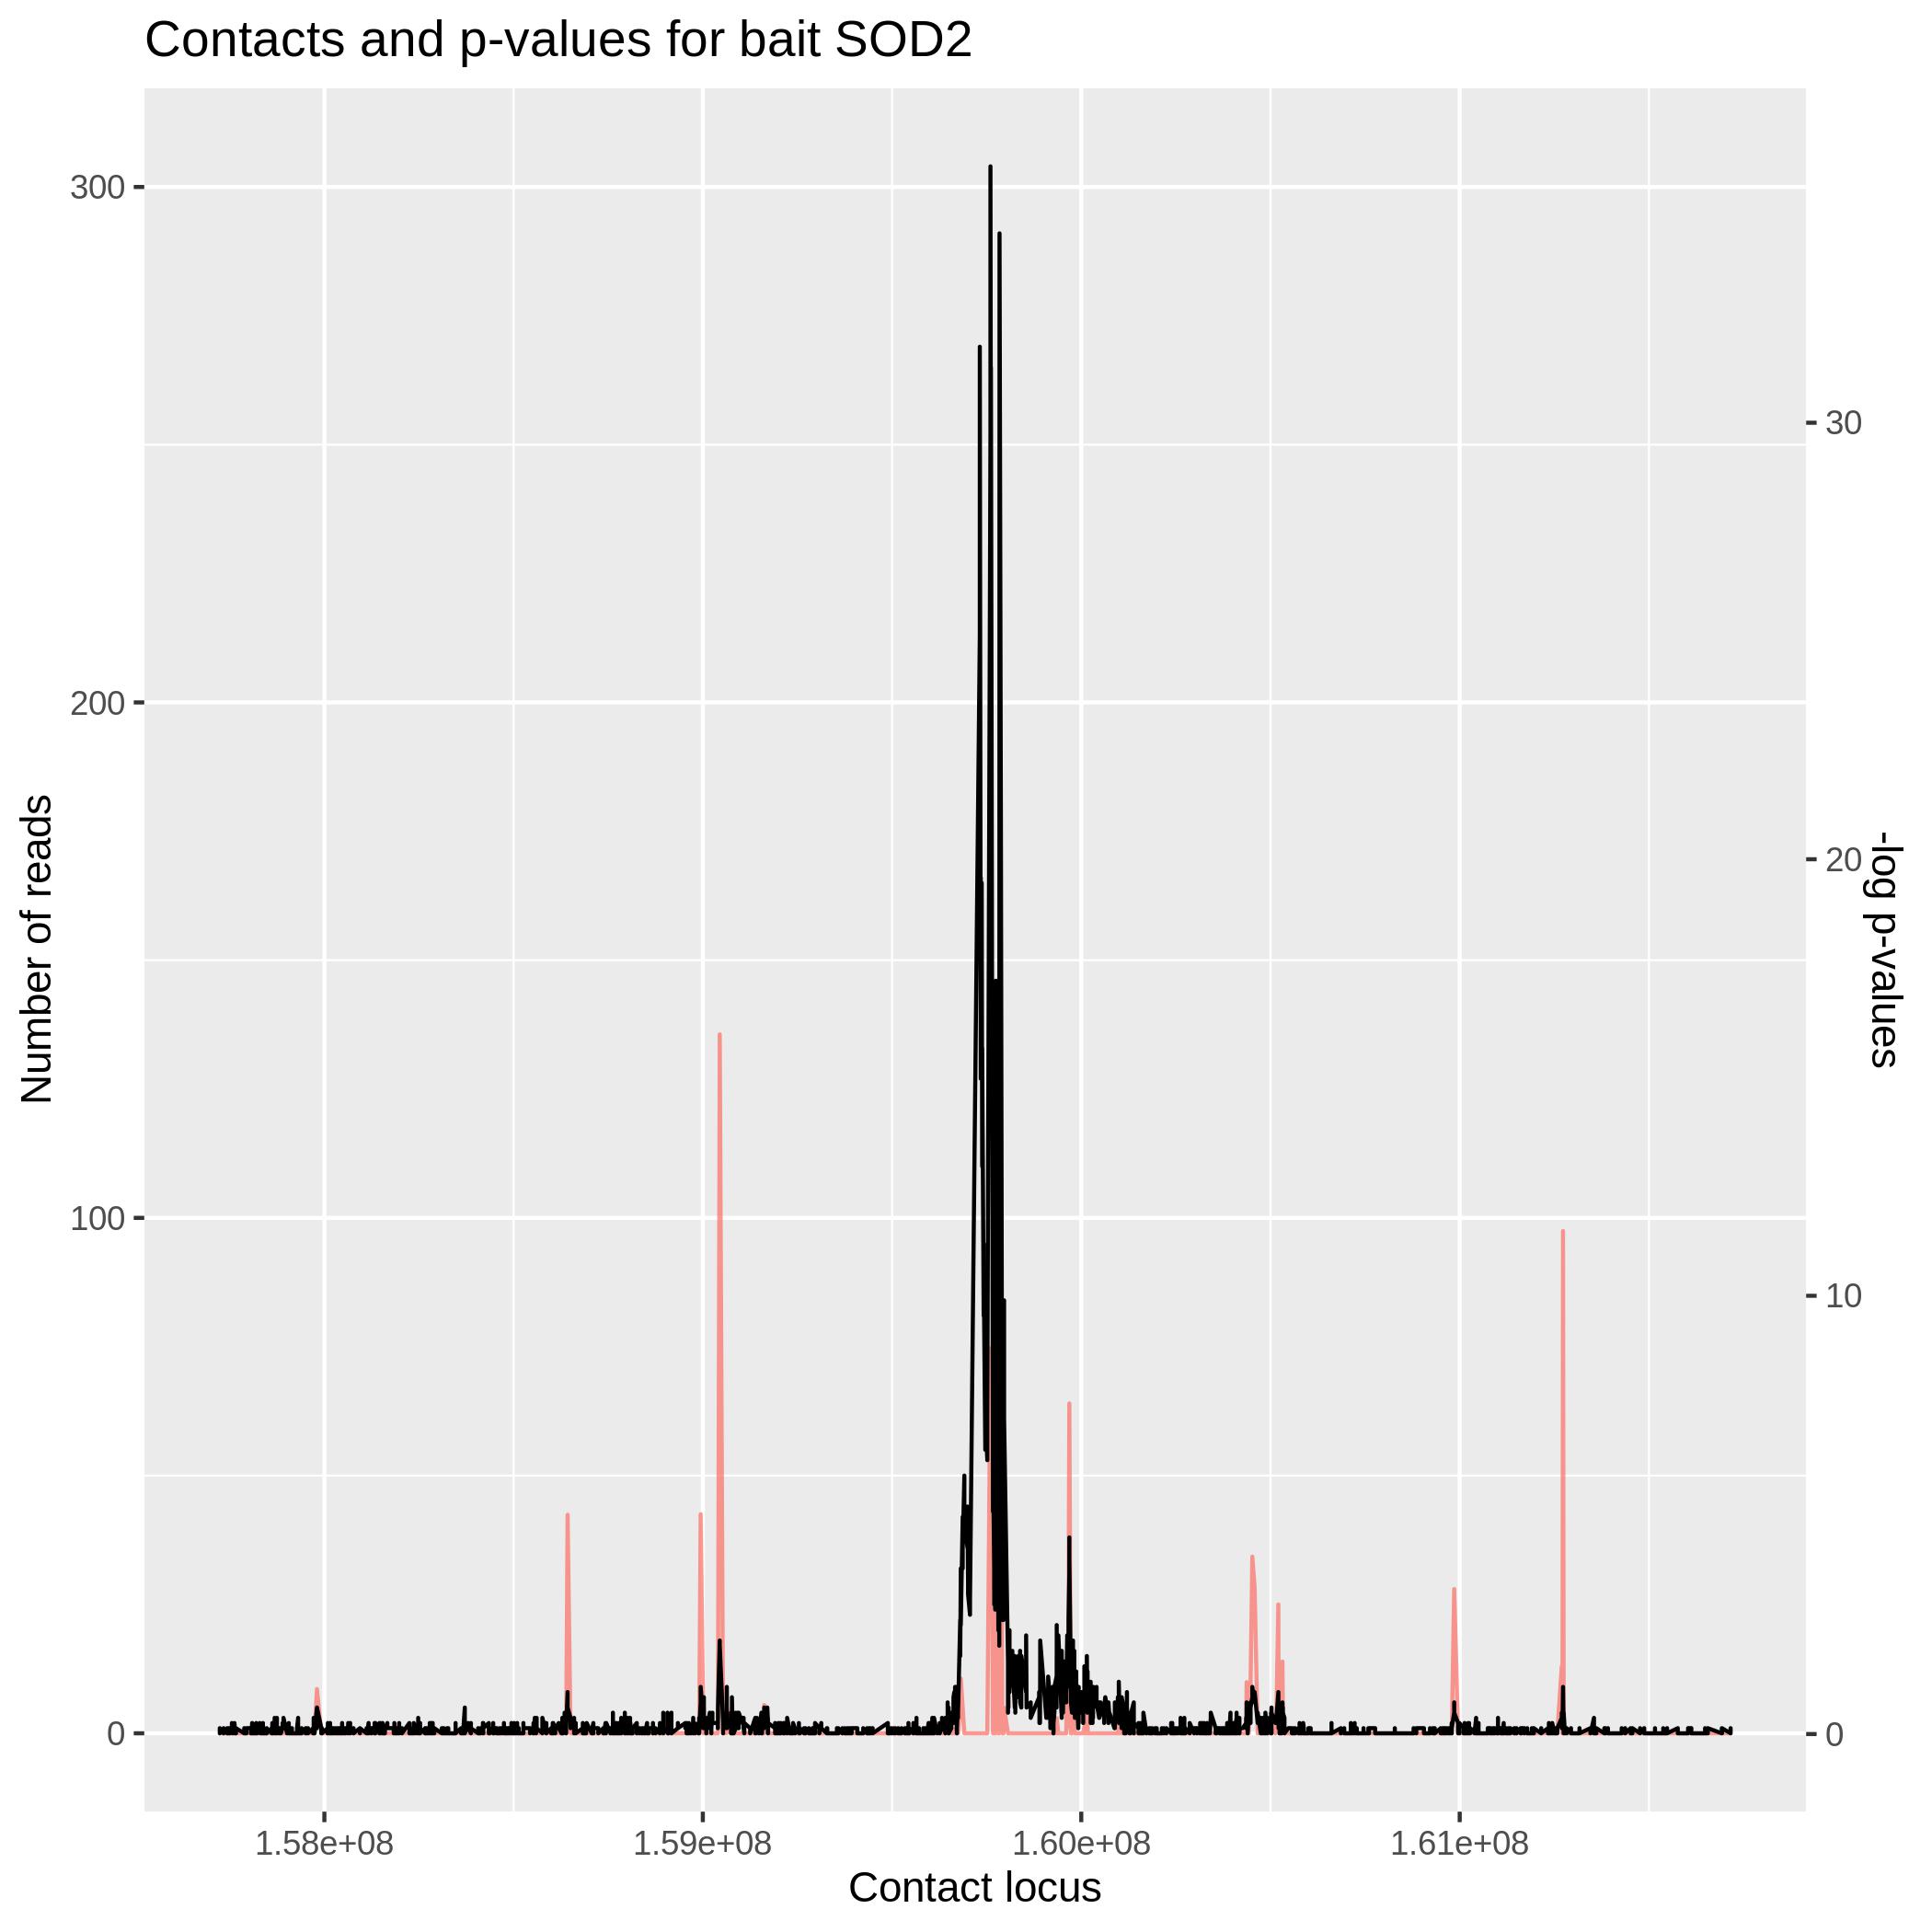 Contacts and p-values for bait SOD2
300
200
100
0
Number of reads
30
20
10
0
-log p-values
1.58e+08
1.59e+08
1.60e+08
1.61e+08
Contact locus